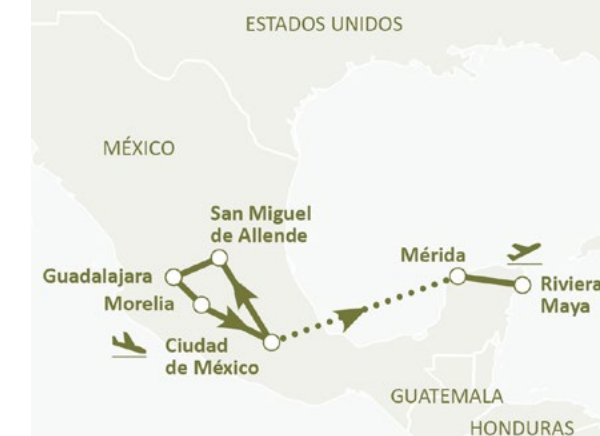 ESTADOS UNIDOS
MÉXICO
San Miguel
de Allende
Mérida
Guadalajara
Riviera
Maya
Morelia
Ciudad
de México
GUATEMALA
HONDURAS